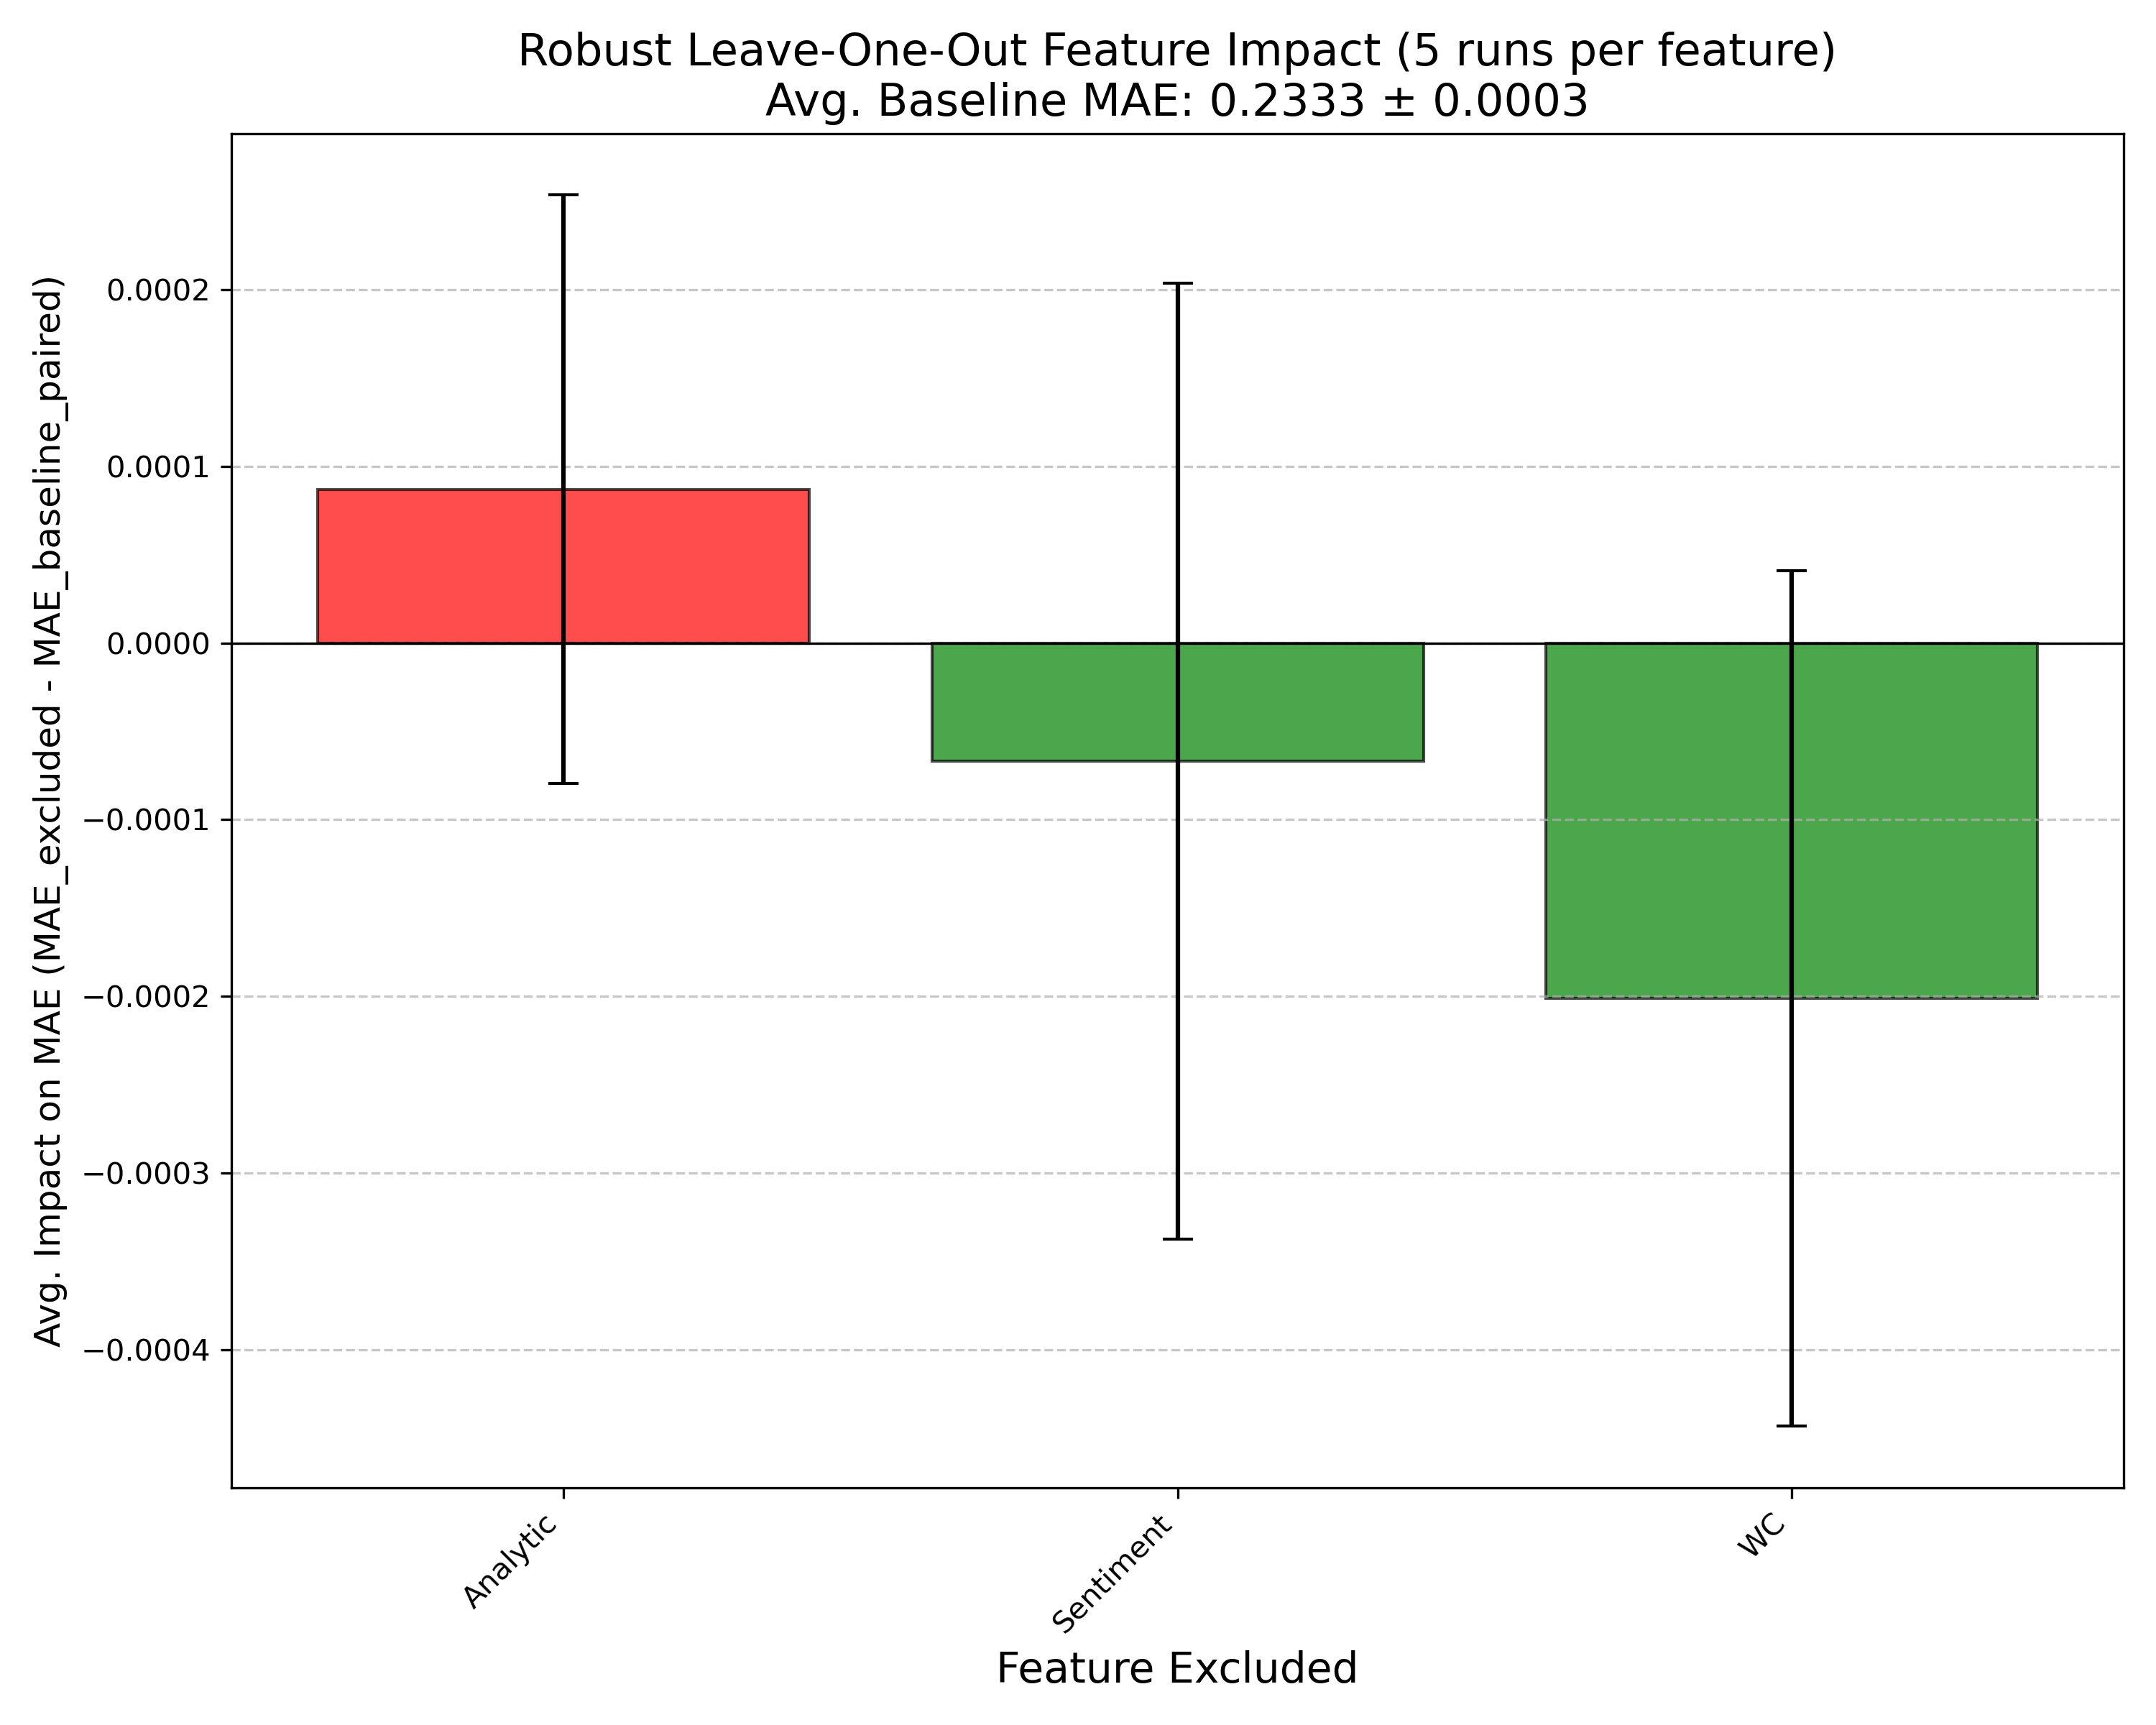 Robust Leave-One-Out Feature Impact (5 runs per feature)
Avg. Baseline MAE: 0.2333 ± 0.0003
Avg. Impact on MAE (MAE_excluded - MAE_baseline_paired)
0.0002
0.0001
0.0000
−0.0001
−0.0002
−0.0003
−0.0004
Analytic
Sentiment
WC
Feature Excluded